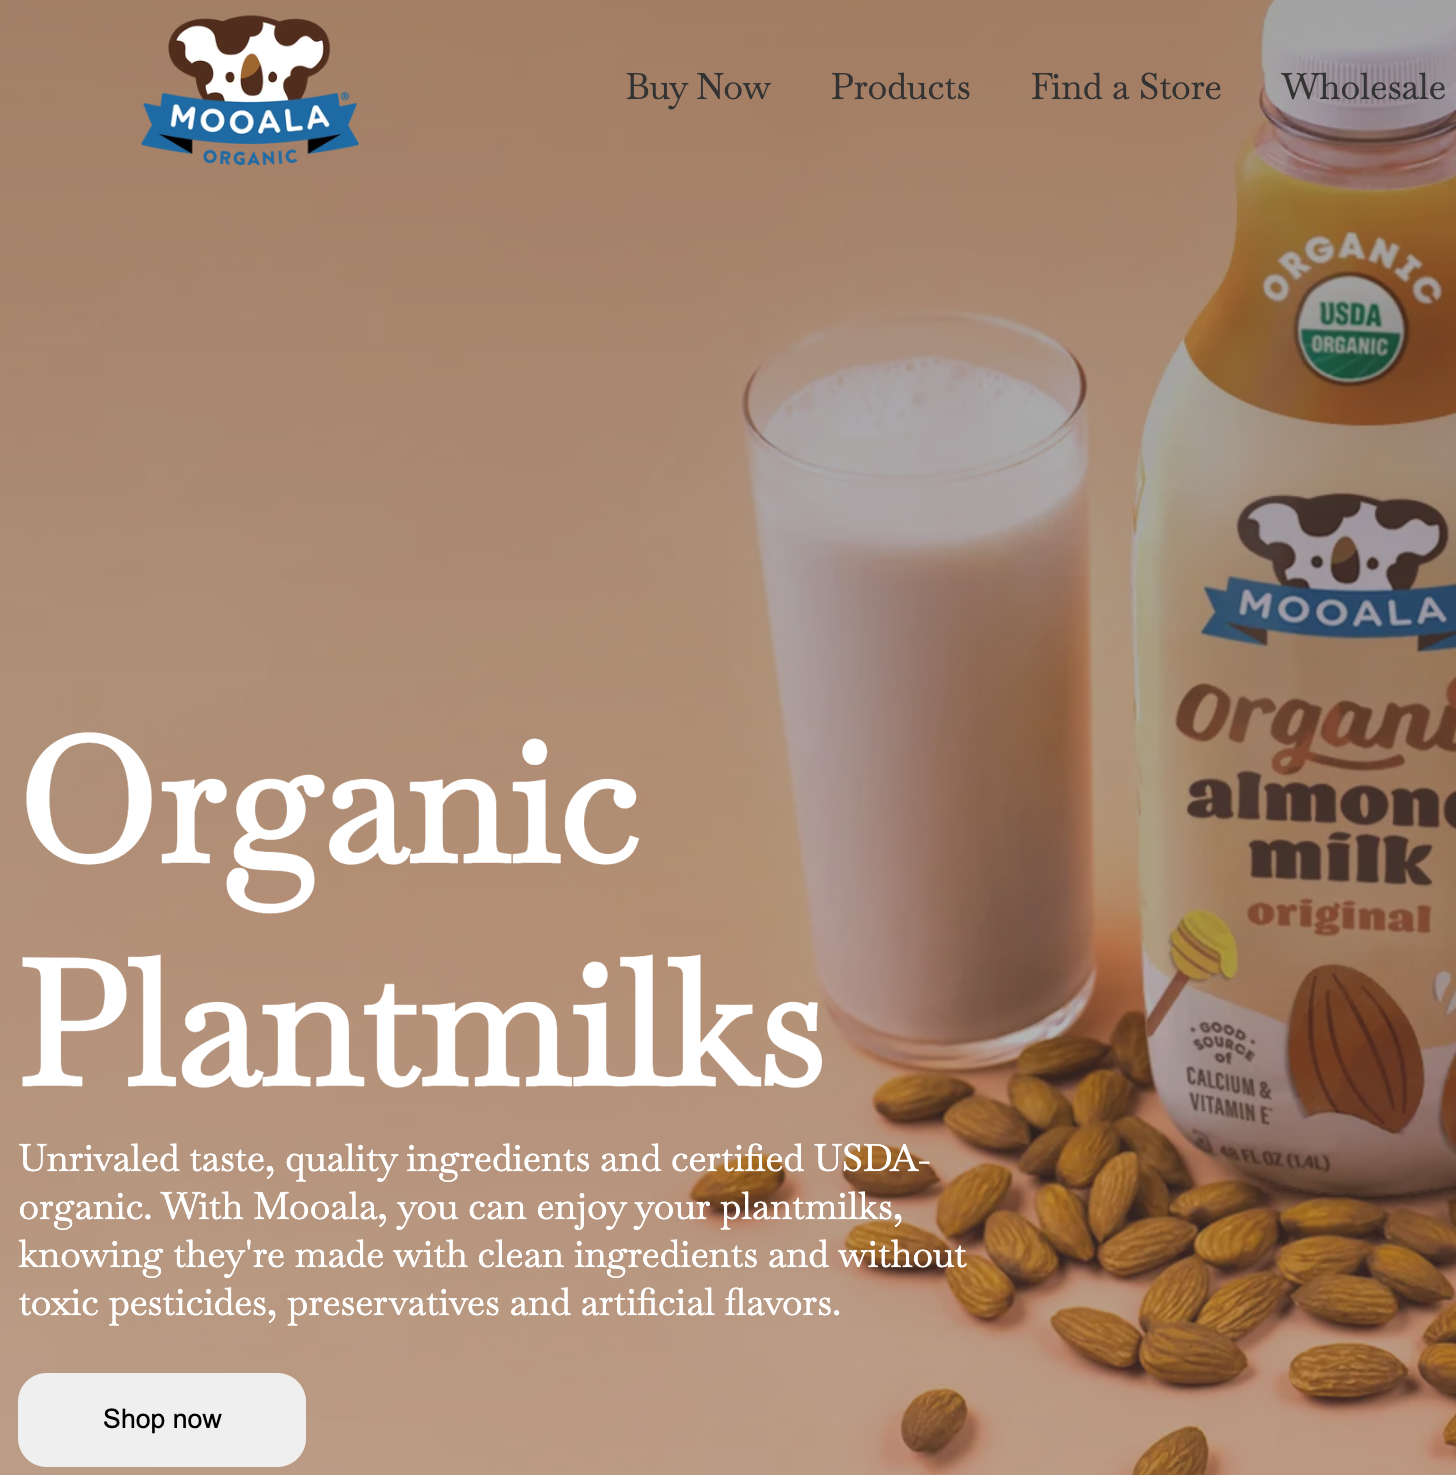 MOOALA®
ORGANIC
Buy Now Products Find a Store Wholesale
ORGANIC
USDA
ORGANIC
MOOALA
milk
original
• GOOD •
SOURCE
of
CALCIUM &
VITAMIN E
48 FL OZ (1.4L)
Organic
Plantmilks
Unrivaled taste, quality ingredients and certified USDA-
organic. With Mooala, you can enjoy your plantmilks,
knowing they're made with clean ingredients and without
toxic pesticides, preservatives and artificial flavors.
Shop now